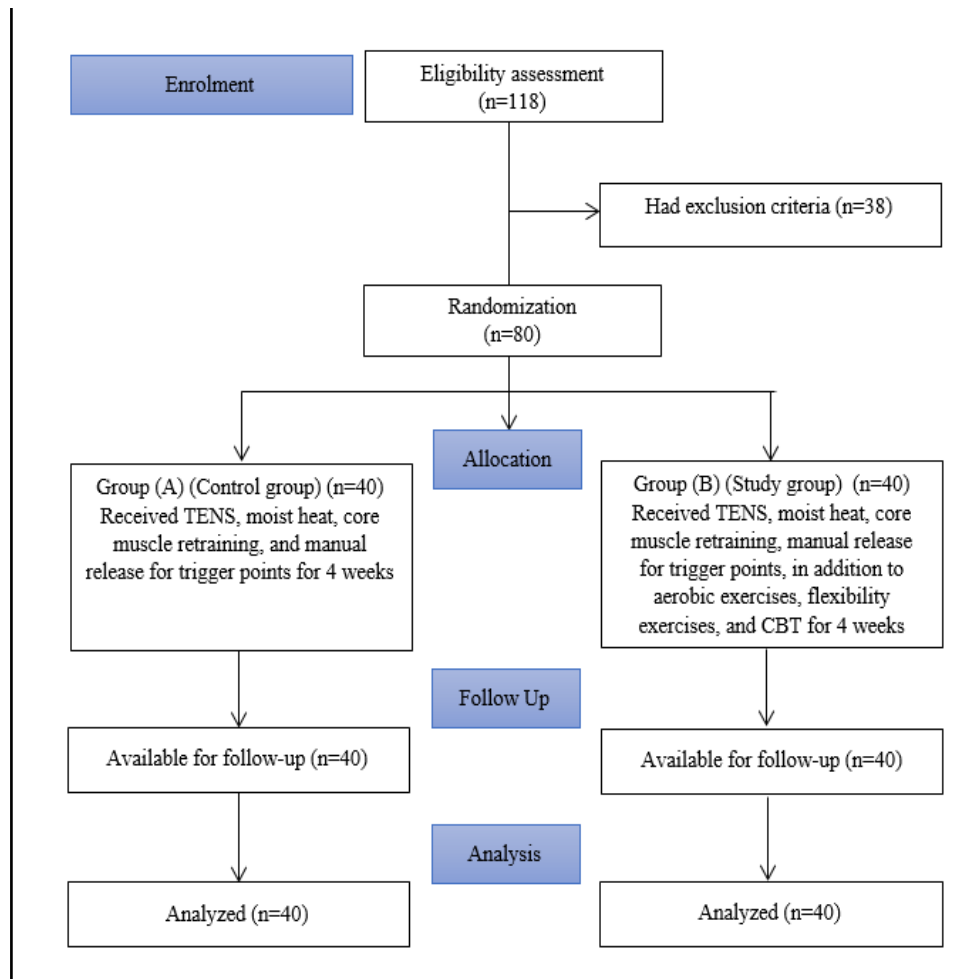 Enrolment
Eligibility assessment
(n=118)
Had exclusion criteria (n=38)
Randomization
(n=80)
Allocation
Group (A) (Control group) (n=40)
Received TENS, moist heat, core
muscle retraining, and manual
release for trigger points for 4 weeks
Group (B) (Study group) (n=40)
Received TENS, moist heat, core
muscle retraining, manual release
for trigger points, in addition to
aerobic exercises, flexibility
exercises, and CBT for 4 weeks
Follow Up
Available for follow-up (n=40)
Available for follow-up (n=40)
Analysis
Analyzed (n=40)
Analyzed (n=40)